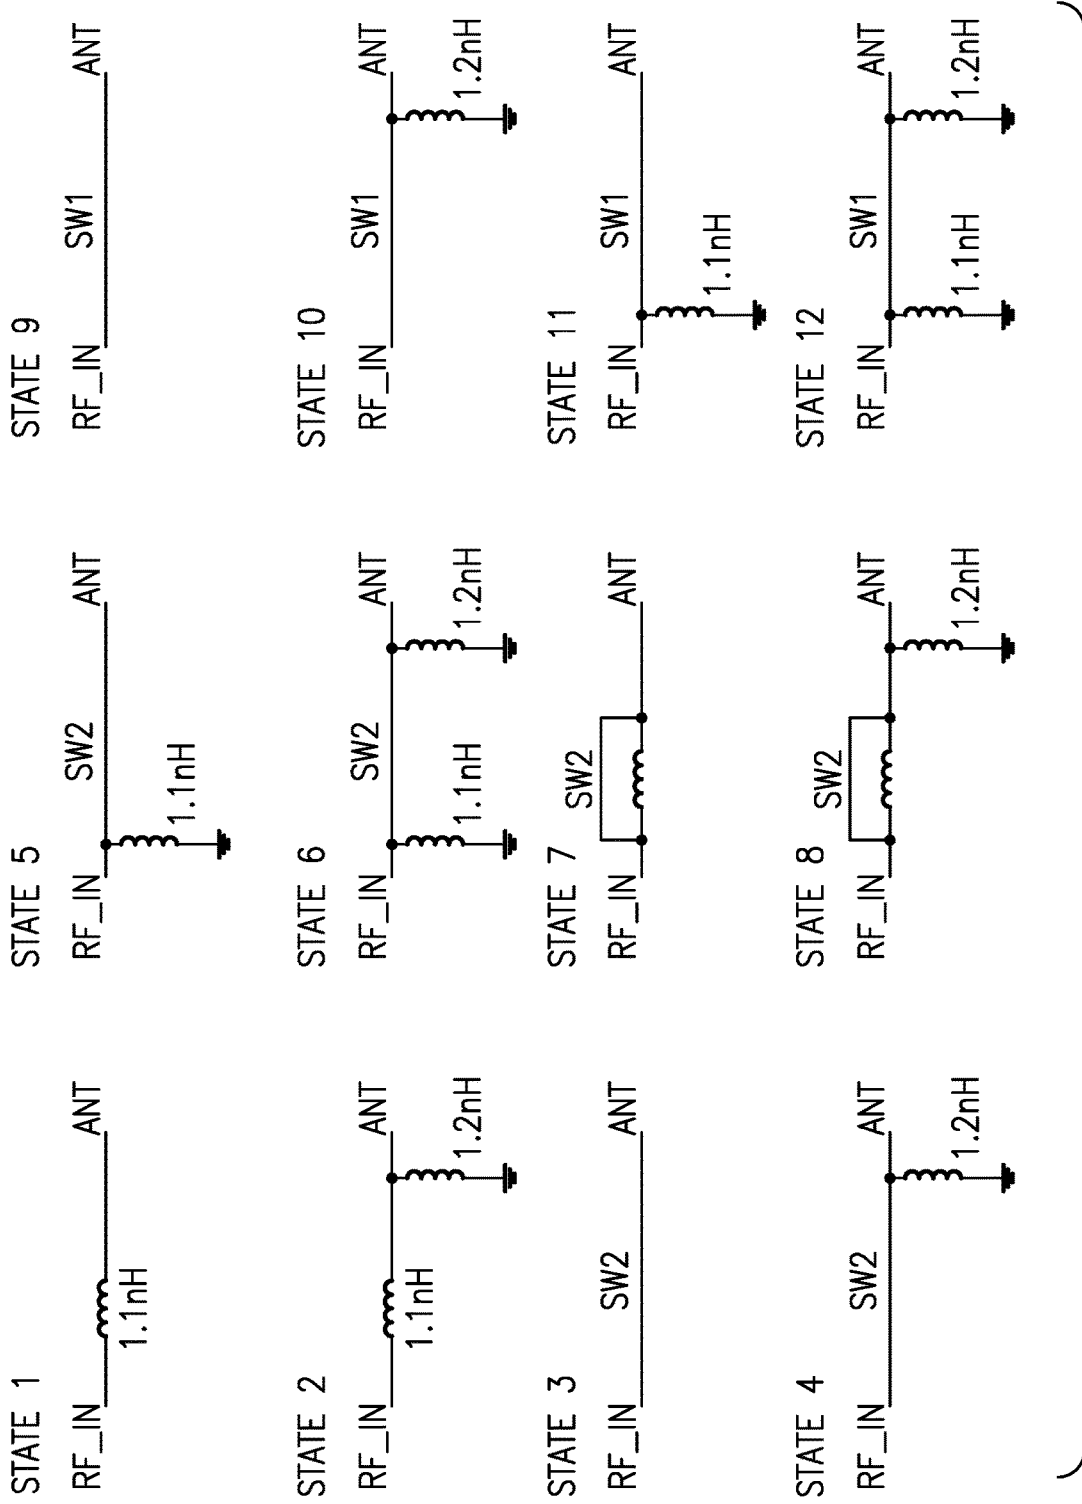 STATE 1
RF_IN
1.1nH
ANT
STATE 2
RF_IN
1.1nH
1.2nH
ANT
STATE 3
RF_IN
SW2
ANT
STATE 4
RF_IN
SW2
1.2nH
ANT
STATE 5
RF_IN
1.1nH
SW2
ANT
STATE 6
RF_IN
1.1nH
SW2
1.2nH
ANT
STATE 7
RF_IN
SW2
ANT
STATE 8
RF_IN
SW2
1.2nH
ANT
STATE 9
RF_IN
SW1
ANT
STATE 10
RF_IN
SW1
1.2nH
ANT
STATE 11
RF_IN
1.1nH
SW1
ANT
STATE 12
RF_IN
1.1nH
SW1
1.2nH
ANT